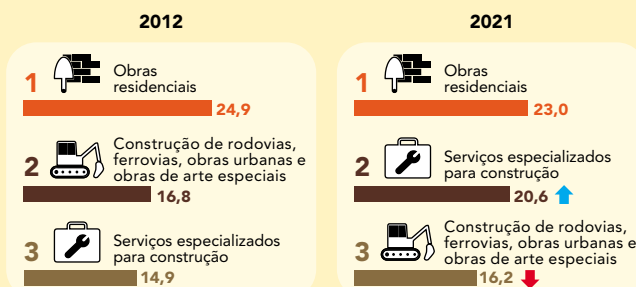 2012
1
Obras
residenciais
24,9
2
Construção de rodovias,
ferrovias, obras urbanas e
obras de arte especiais
16,8
3
Serviços especializados
para construção
14,9
2021
1
Obras
residenciais
23,0
2
Serviços especializados
para construção
20,6
3
Construção de rodovias,
ferrovias, obras urbanas e
obras de arte especiais
16,2